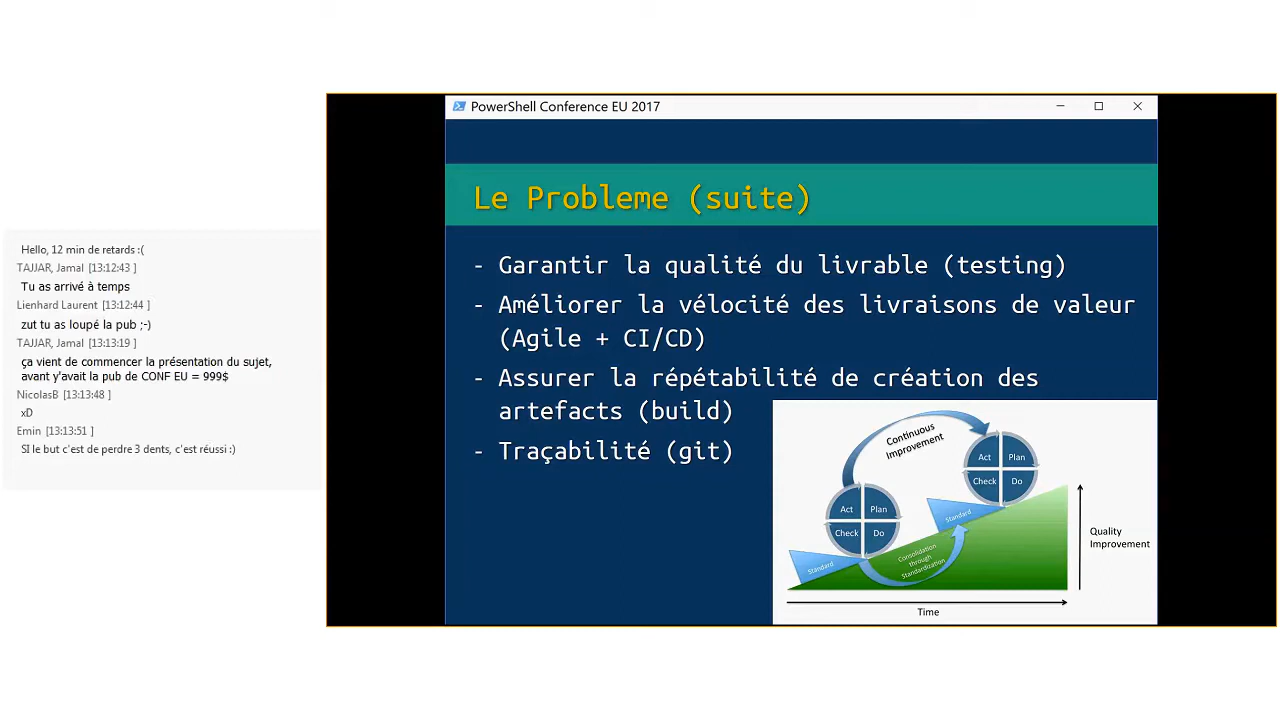 Hello, 12 min de retards :(
TAJJAR, Jamal [13:12:43 ]
Tu as arrivé à temps
Lienhard Laurent [13:12:44 ]
zut tu as loupé la pub ;-)
TAJJAR, Jamal [13:13:19 ]
ça vient de commencer la présentation du sujet,
avant y'avait la pub de CONF EU = 999$
NicolasB [13:13:48 ]
xD
Emin [13:13:51 ]
SI le but c'est de perdre 3 dents, c'est réussi :)
PowerShell Conference EU 2017
Le Probleme (suite)
- Garantir la qualité du livrable (testing)
- Améliorer la vélocité des livraisons de valeur
(Agile + CI/CD)
- Assurer la répétabilité de création des
artefacts (build)
- Traçabilité (git)
Continuous
Improvement
Act Plan
Check Do
Act Plan
Check Do
Standard
Standard
Consolidation
through
Standardization
Quality
Improvement
Time